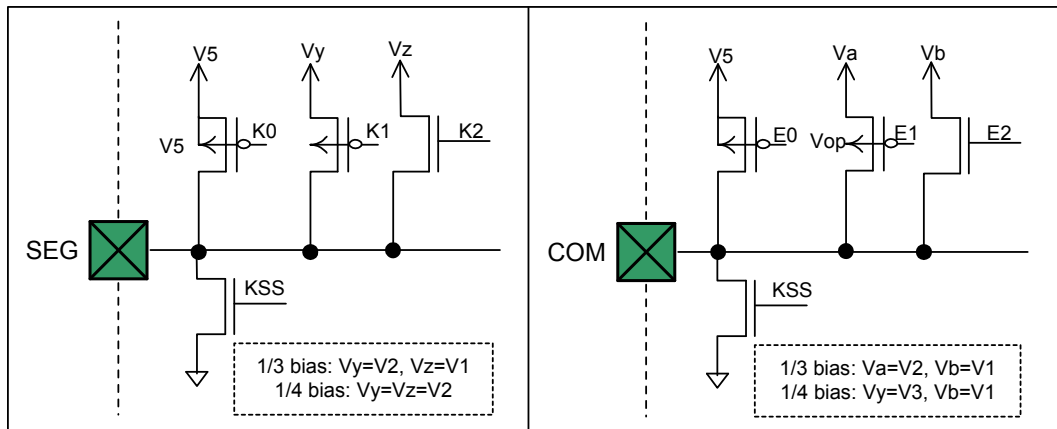 V5
Vy
Vz
V5
K0
K1
K2
SEG
KSS
1/3 bias: Vy=V2, Vz=V1
1/4 bias: Vy=Vz=V2
V5
Va
Vb
E0
Vop
E1
E2
COM
KSS
1/3 bias: Va=V2, Vb=V1
1/4 bias: Vy=V3, Vb=V1